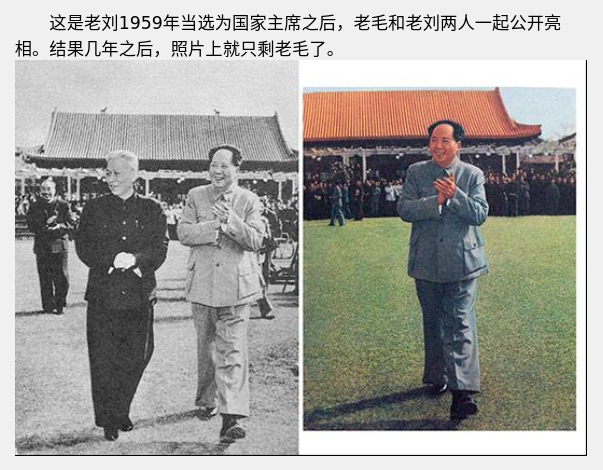 这是老刘1959年当选为国家主席之后，老毛和老刘两人一起公开亮
相。结果几年之后，照片上就只剩老毛了。